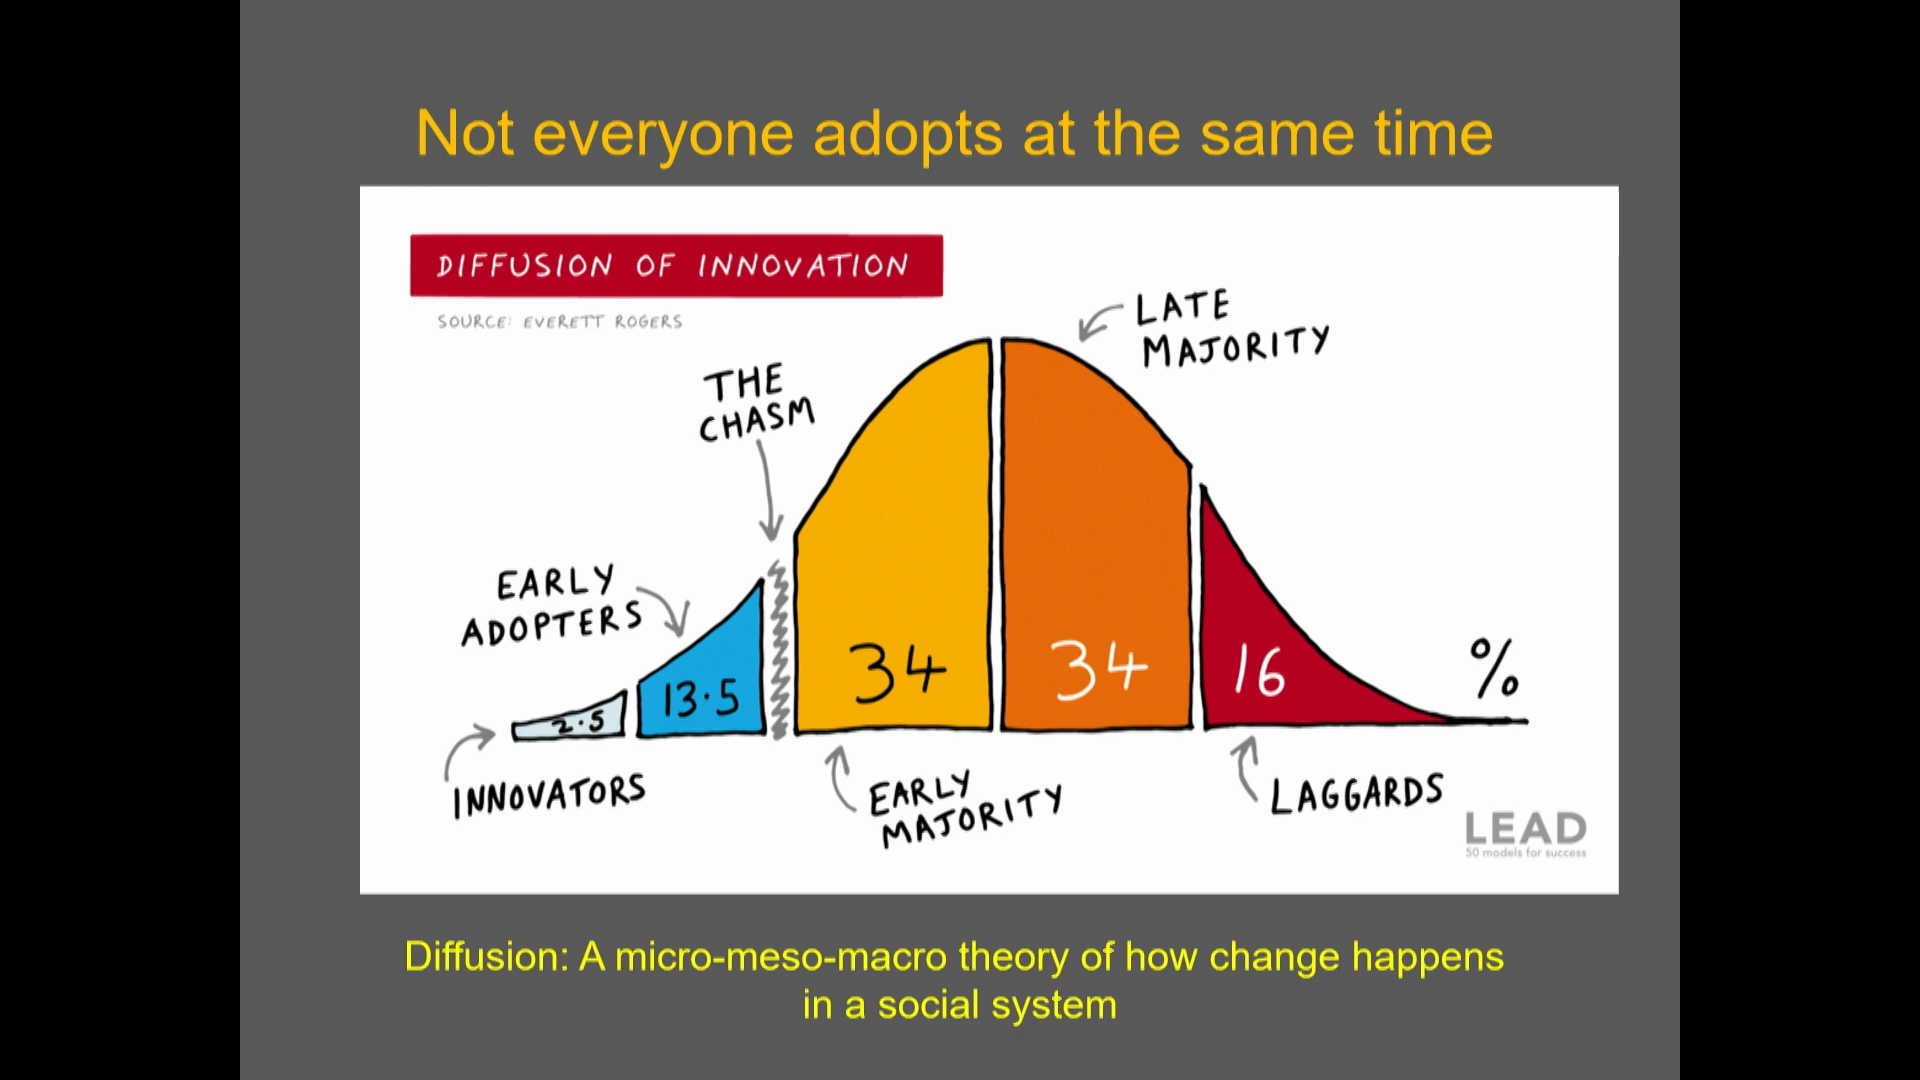 Not everyone adopts at the same time
DIFFUSION OF INNOVATION
SOURCE: EVERETT ROGERS
LATE
MAJORITY
THE
CHASM
EARLY
ADOPTERS
2.5
13.5
34
34
16
%
INNOVATORS
EARLY
MAJORITY
LAGGARDS
LEAD
50 models for success
Diffusion: A micro-meso-macro theory of how change happens
in a social system